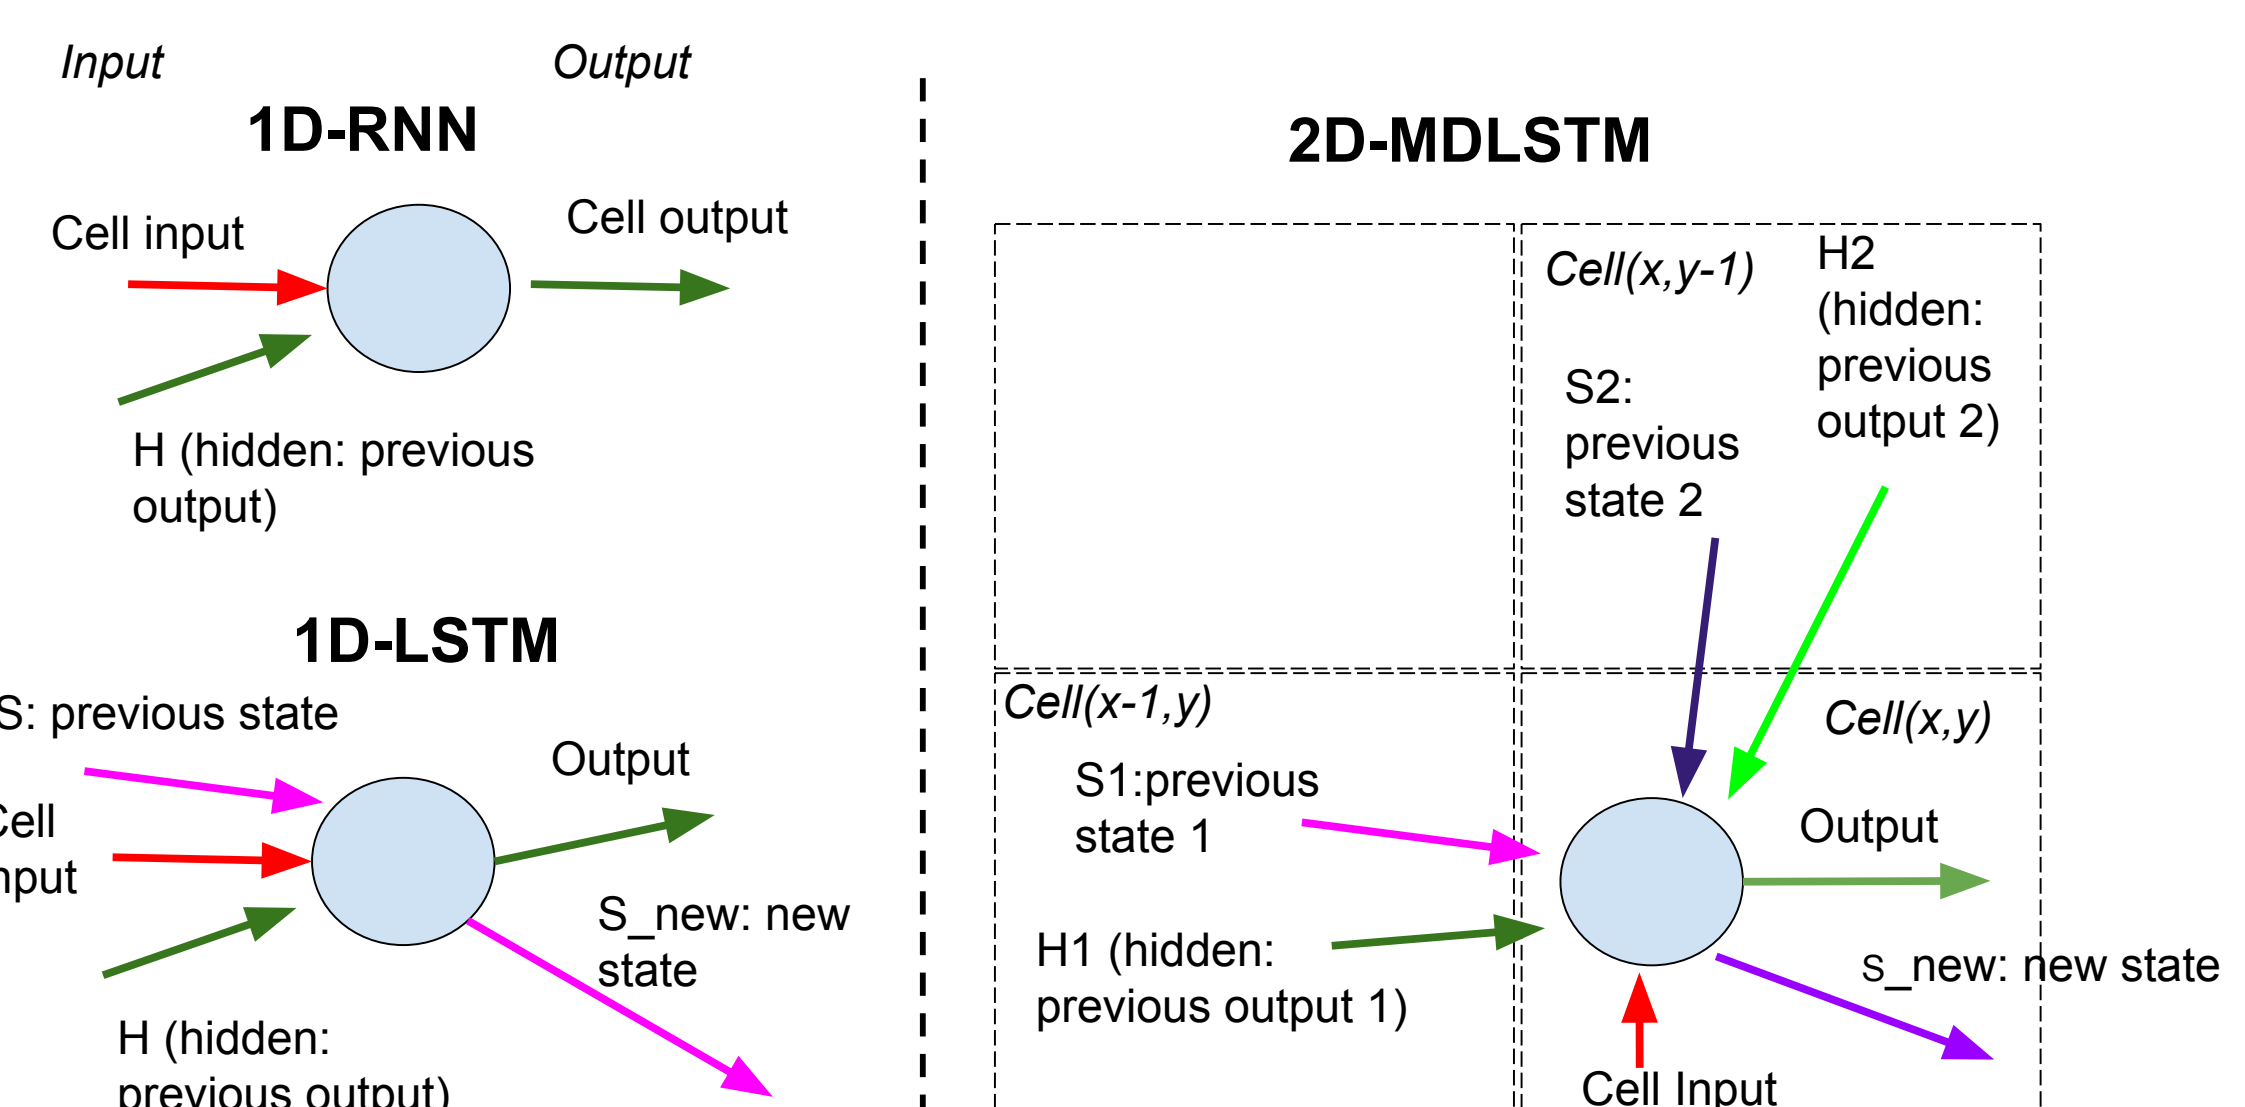 Input
Output
1D-RNN
Cell input
Cell output
H (hidden: previous
output)
1D-LSTM
S: previous state
Cell
input
Output
S_new: new
state
H (hidden:
previous output)
2D-MDLSTM
Cell(x,y-1)
H2
(hidden:
previous
output 2)
S2:
previous
state 2
Cell(x-1,y)
S1:previous
state 1
H1 (hidden:
previous output 1)
Cell(x,y)
Output
s_new: new state
Cell Input